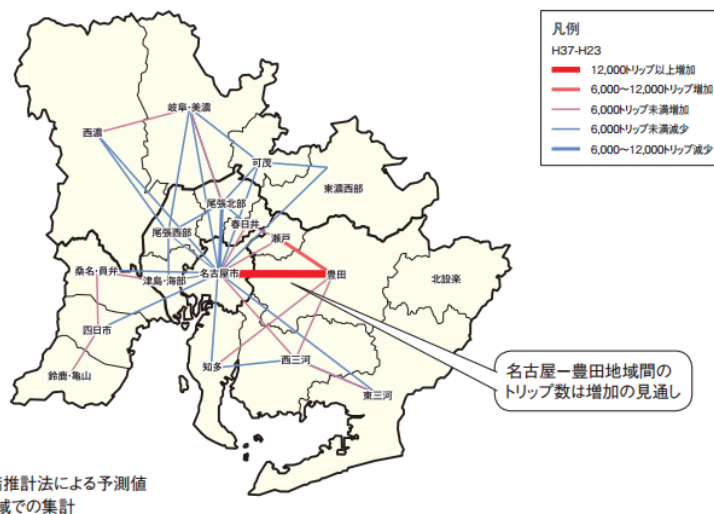 凡例
H37-H23
12,000トリップ以上増加
6,000〜12,000トリップ増加
6,000トリップ未満増加
6,000トリップ未満減少
6,000〜12,000トリップ減少
岐阜・美濃
西濃
可茂
東濃西部
尾張北部
春日井
尾張西部
瀬戸
桑名・員弁
津島・海部
名古屋市
豊田
北設楽
四日市
知多
西三河
鈴鹿・亀山
東三河
名古屋ー豊田地域間の
トリップ数は増加の見通し
推計法による予測値
域での集計